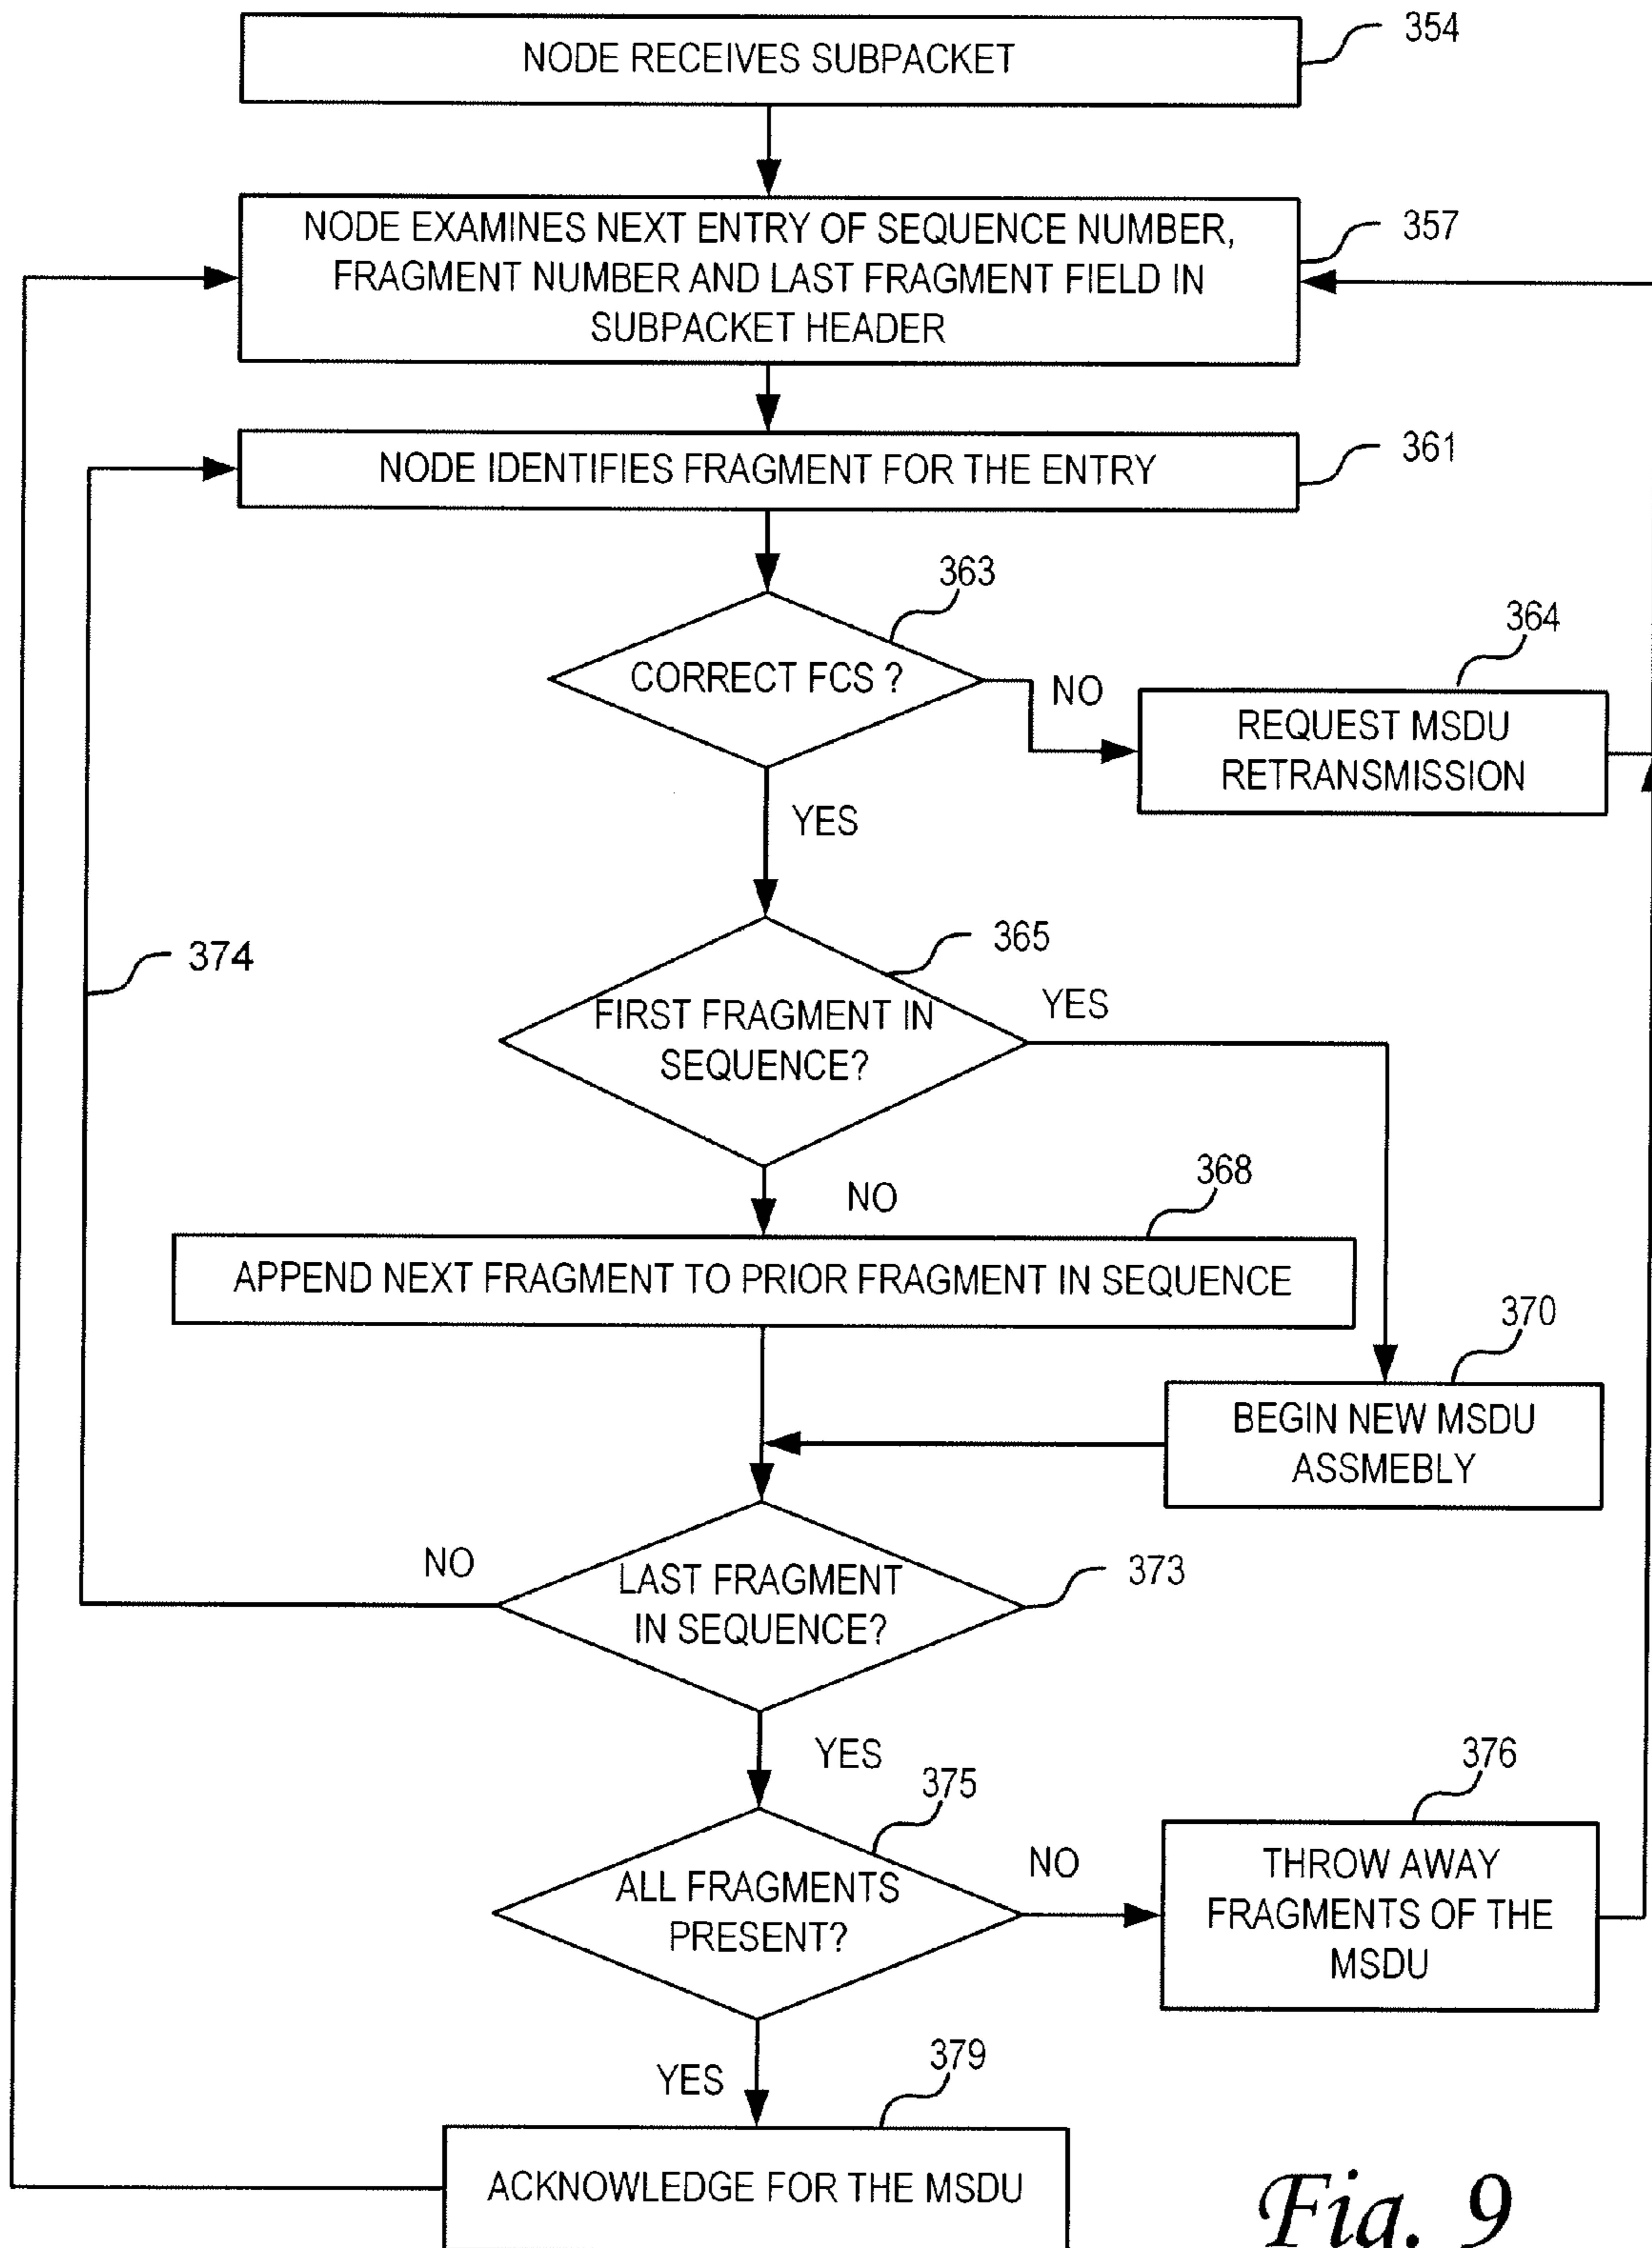 NODE RECEIVES SUBPACKET
354
NODE EXAMINES NEXT ENTRY OF SEQUENCE NUMBER,
FRAGMENT NUMBER AND LAST FRAGMENT FIELD IN
SUBPACKET HEADER
357
NODE IDENTIFIES FRAGMENT FOR THE ENTRY
361
363
CORRECT FCS ?
NO
364
REQUEST MSDU
RETRANSMISSION
YES
374
365
FIRST FRAGMENT IN
SEQUENCE?
YES
NO
368
APPEND NEXT FRAGMENT TO PRIOR FRAGMENT IN SEQUENCE
370
BEGIN NEW MSDU
ASSMEBLY
NO
LAST FRAGMENT
IN SEQUENCE?
373
YES
375
ALL FRAGMENTS
PRESENT?
NO
376
THROW AWAY
FRAGMENTS OF THE
MSDU
YES
379
ACKNOWLEDGE FOR THE MSDU
Fig. 9